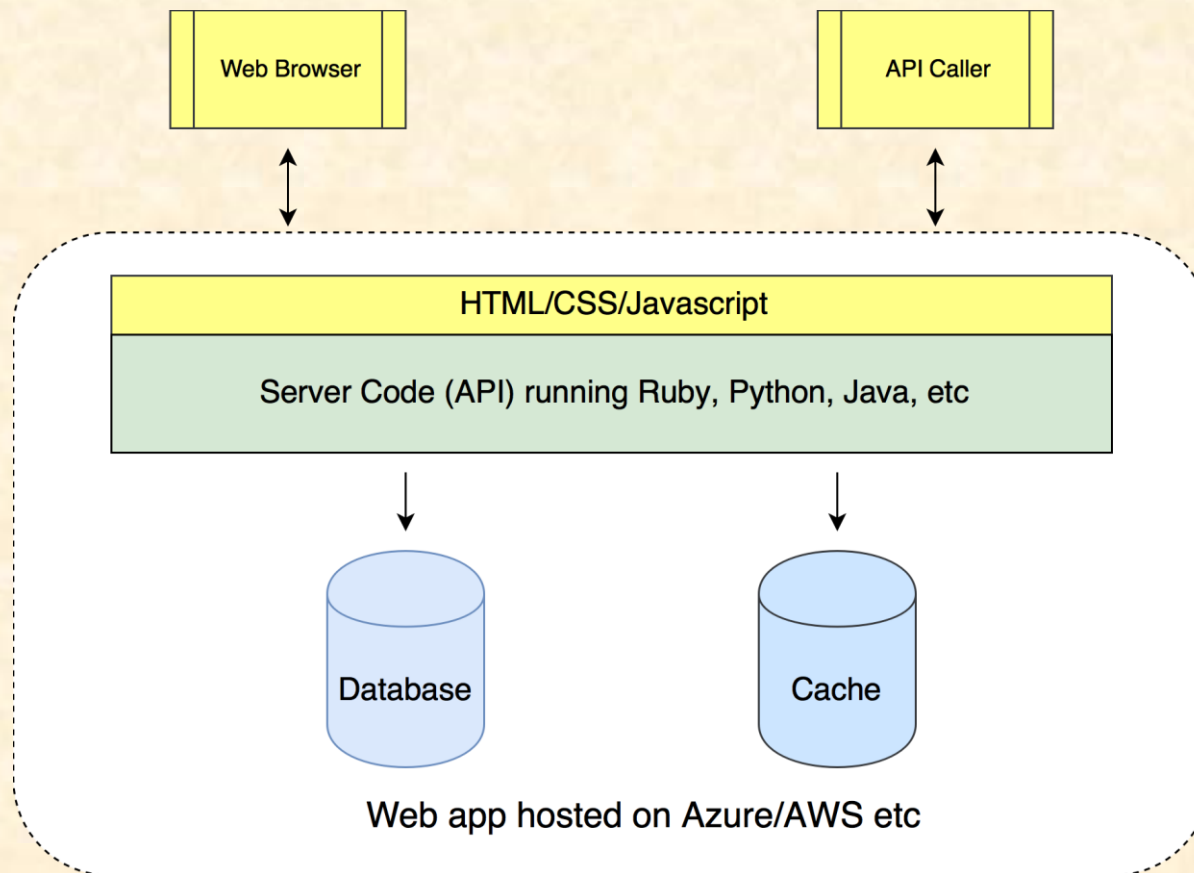 Web Browser
API Caller
HTML/CSS/Javascript
Server Code (API) running Ruby, Python, Java, etc
Database
Cache
Web app hosted on Azure/AWS etc